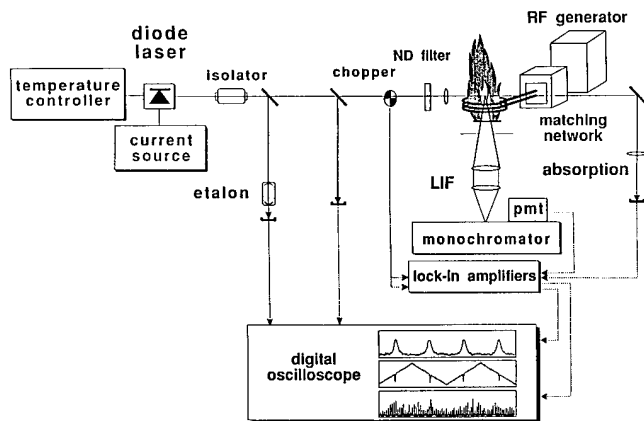 RF generator
diode
laser
ND filter
isolator
chopper
temperature
controller
matching
network
current
source
absorption
LIF
etalon
pmt
monochromator
lock-in amplifiers
digital
oscilloscope